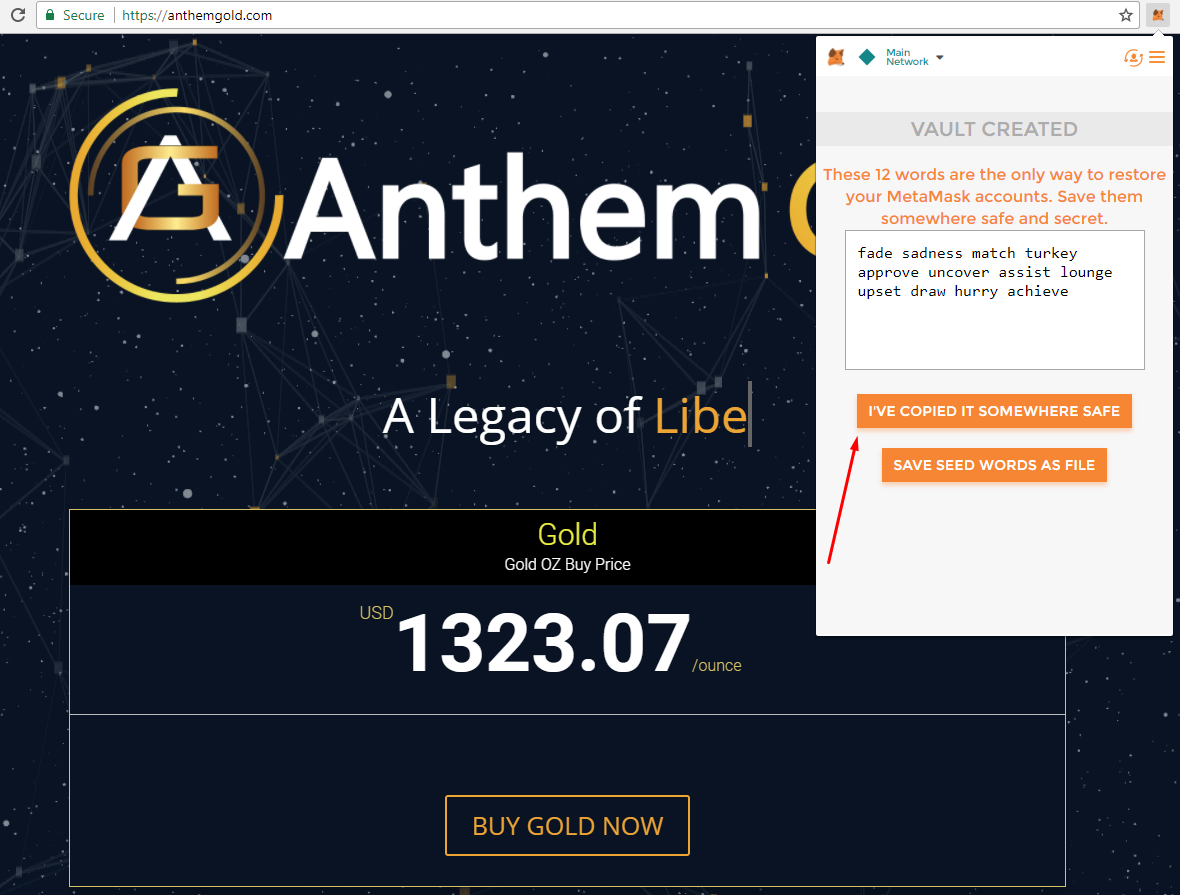 Secure
https://anthemgold.com
Main
Network
AG
Anthem
A Legacy of Libe
VAULT CREATED
These 12 words are the only way to restore
your MetaMask accounts. Save them
somewhere safe and secret.
fade sadness match turkey
approve uncover assist lounge
upset draw hurry achieve
I'VE COPIED IT SOMEWHERE SAFE
SAVE SEED WORDS AS FILE
Gold
Gold OZ Buy Price
USD 1323.07 /ounce
BUY GOLD NOW